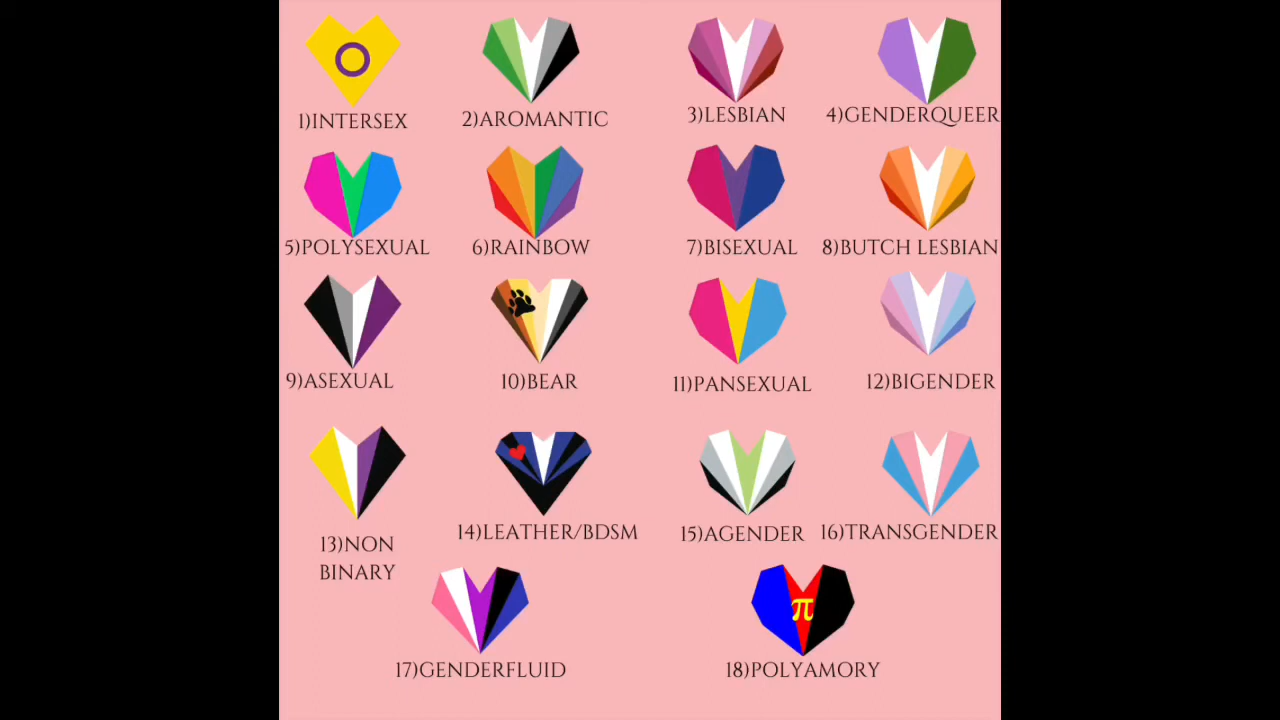 1)INTERSEX
2)AROMANTIC
3)LESBIAN
4)GENDERQUEER
5)POLYSEXUAL
6)RAINBOW
7)BISEXUAL
8)BUTCH LESBIAN
9)ASEXUAL
10)BEAR
11)PANSEXUAL
12)BIGENDER
13)NON
BINARY
14)LEATHER/BDSM
15)AGENDER
16)TRANSGENDER
17)GENDERFLUID
π
18)POLYAMORY